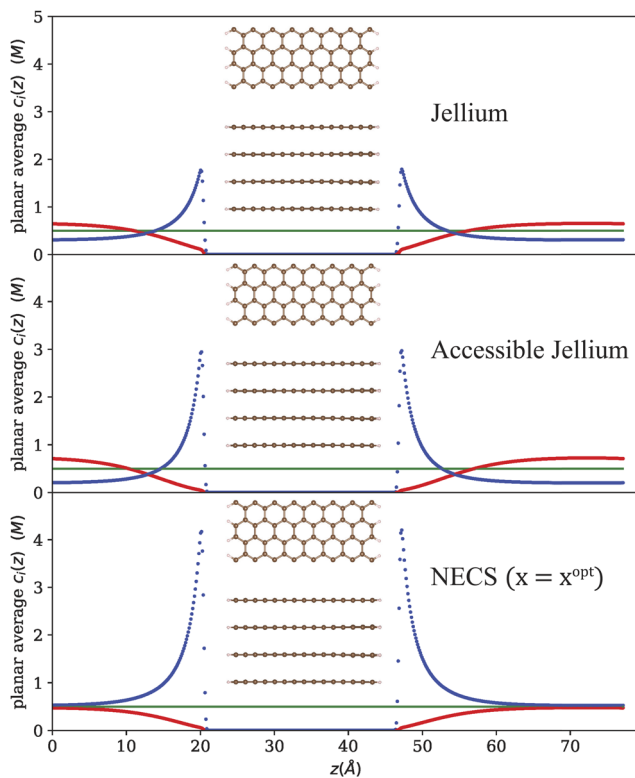 5
4
3
2
1
0
planar average c_i(z) (M)
Jellium
4
3
2
1
0
planar average c_i(z) (M)
Accessible Jellium
4
3
2
1
0
planar average c_i(z) (M)
NECS (x = x^opt)
0 10 20 30 40 50 60 70
z(Å)